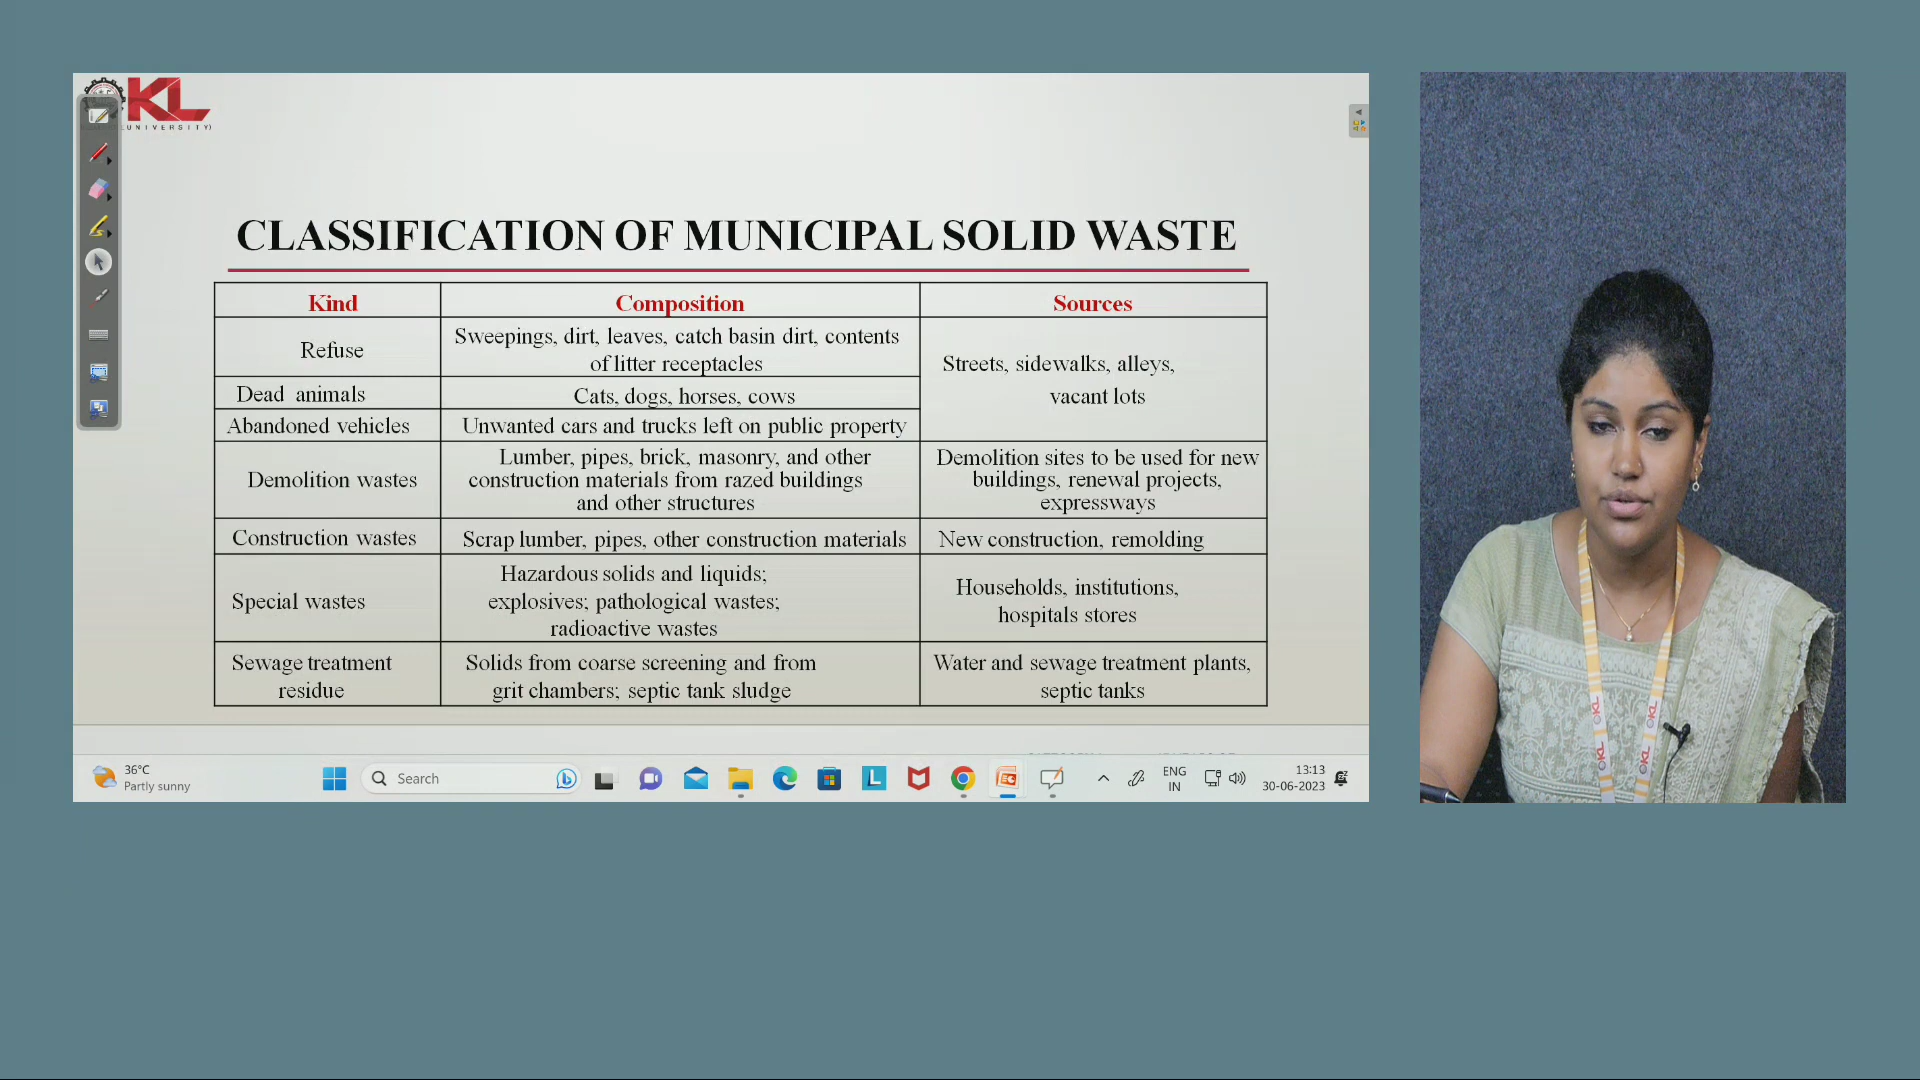 KL
(UNIVERSITY)
CLASSIFICATION OF MUNICIPAL SOLID WASTE
Kind Composition Sources
Refuse
Sweepings, dirt, leaves, catch basin dirt, contents
of litter receptacles
Streets, sidewalks, alleys,
vacant lots
Dead animals
Cats, dogs, horses, cows
Abandoned vehicles
Unwanted cars and trucks left on public property
Demolition wastes
Lumber, pipes, brick, masonry, and other
construction materials from razed buildings
and other structures
Demolition sites to be used for new
buildings, renewal projects,
expressways
Construction wastes
Scrap lumber, pipes, other construction materials
New construction, remolding
Special wastes
Hazardous solids and liquids;
explosives; pathological wastes;
radioactive wastes
Households, institutions,
hospitals stores
Sewage treatment
residue
Solids from coarse screening and from
grit chambers; septic tank sludge
Water and sewage treatment plants,
septic tanks
36°C
Partly sunny
Search
L
ENG
IN
13:13
30-06-2023
KL
KL
KL
KL